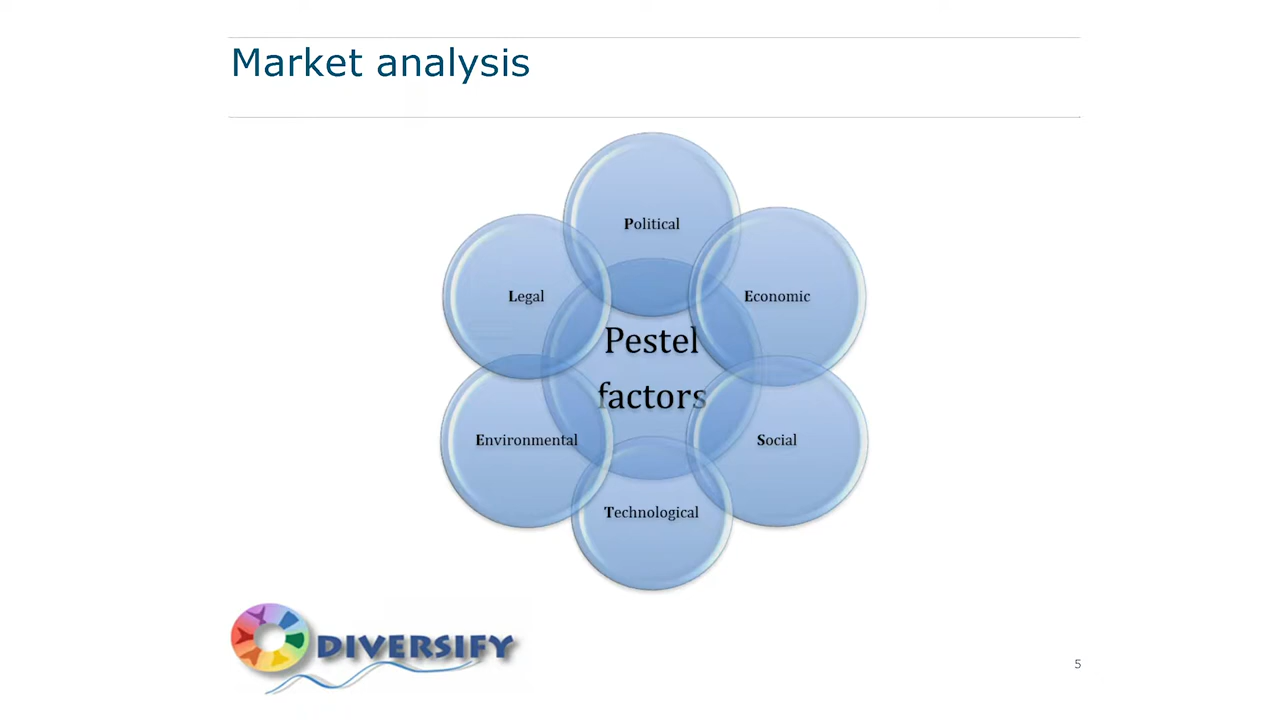 Market analysis
Political
Legal
Economic
Pestel
factors
Environmental
Social
Technological
DIVERSIFY
5